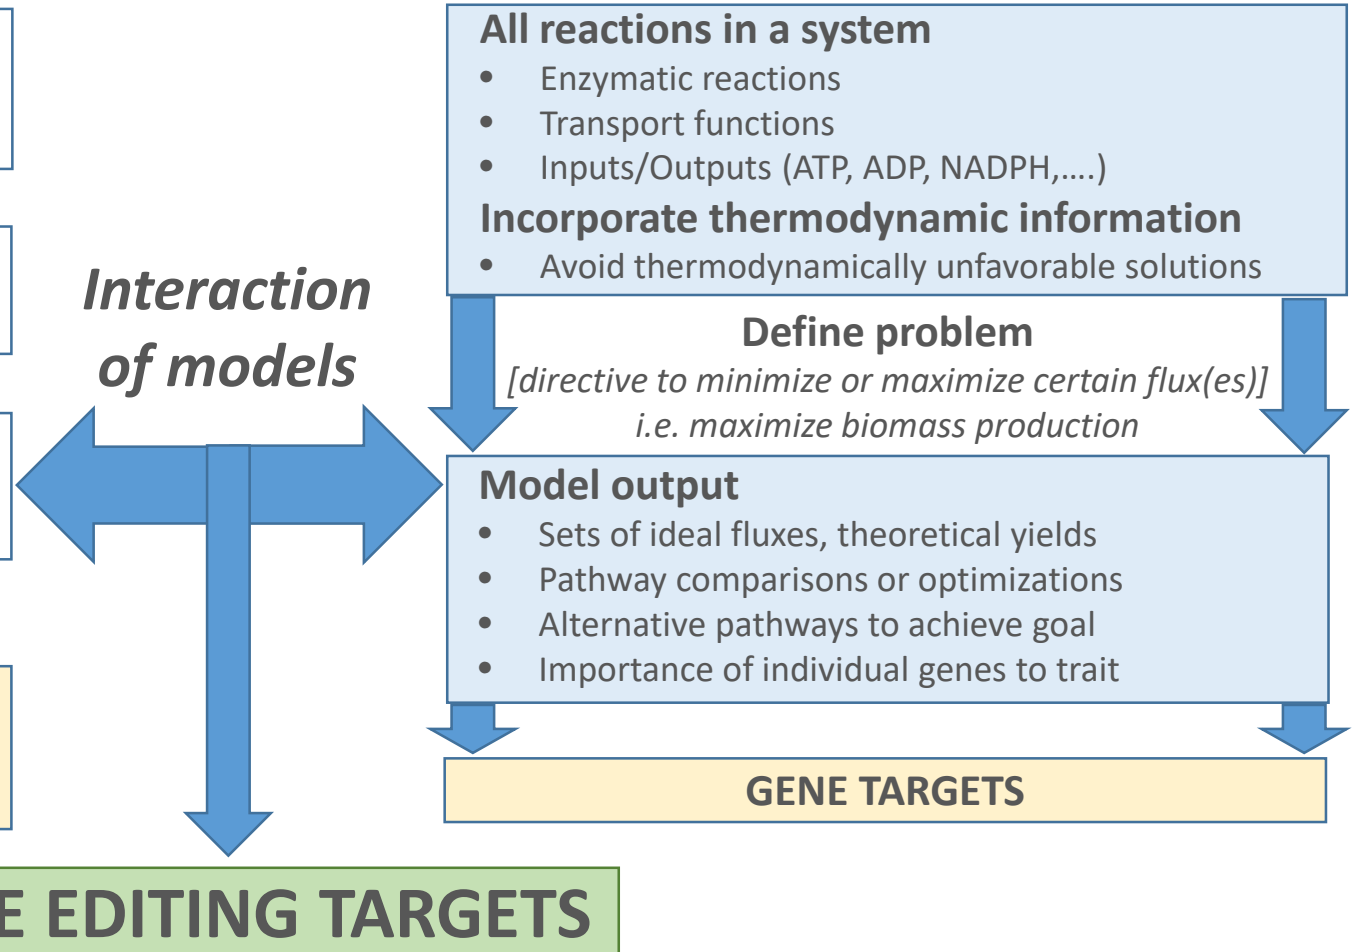 All reactions in a system
• Enzymatic reactions
• Transport functions
• Inputs/Outputs (ATP, ADP, NADPH,....)
Incorporate thermodynamic information
• Avoid thermodynamically unfavorable solutions
Interaction
of models
Define problem
[directive to minimize or maximize certain flux(es)]
i.e. maximize biomass production
Model output
• Sets of ideal fluxes, theoretical yields
• Pathway comparisons or optimizations
• Alternative pathways to achieve goal
• Importance of individual genes to trait
GENE TARGETS
E EDITING TARGETS